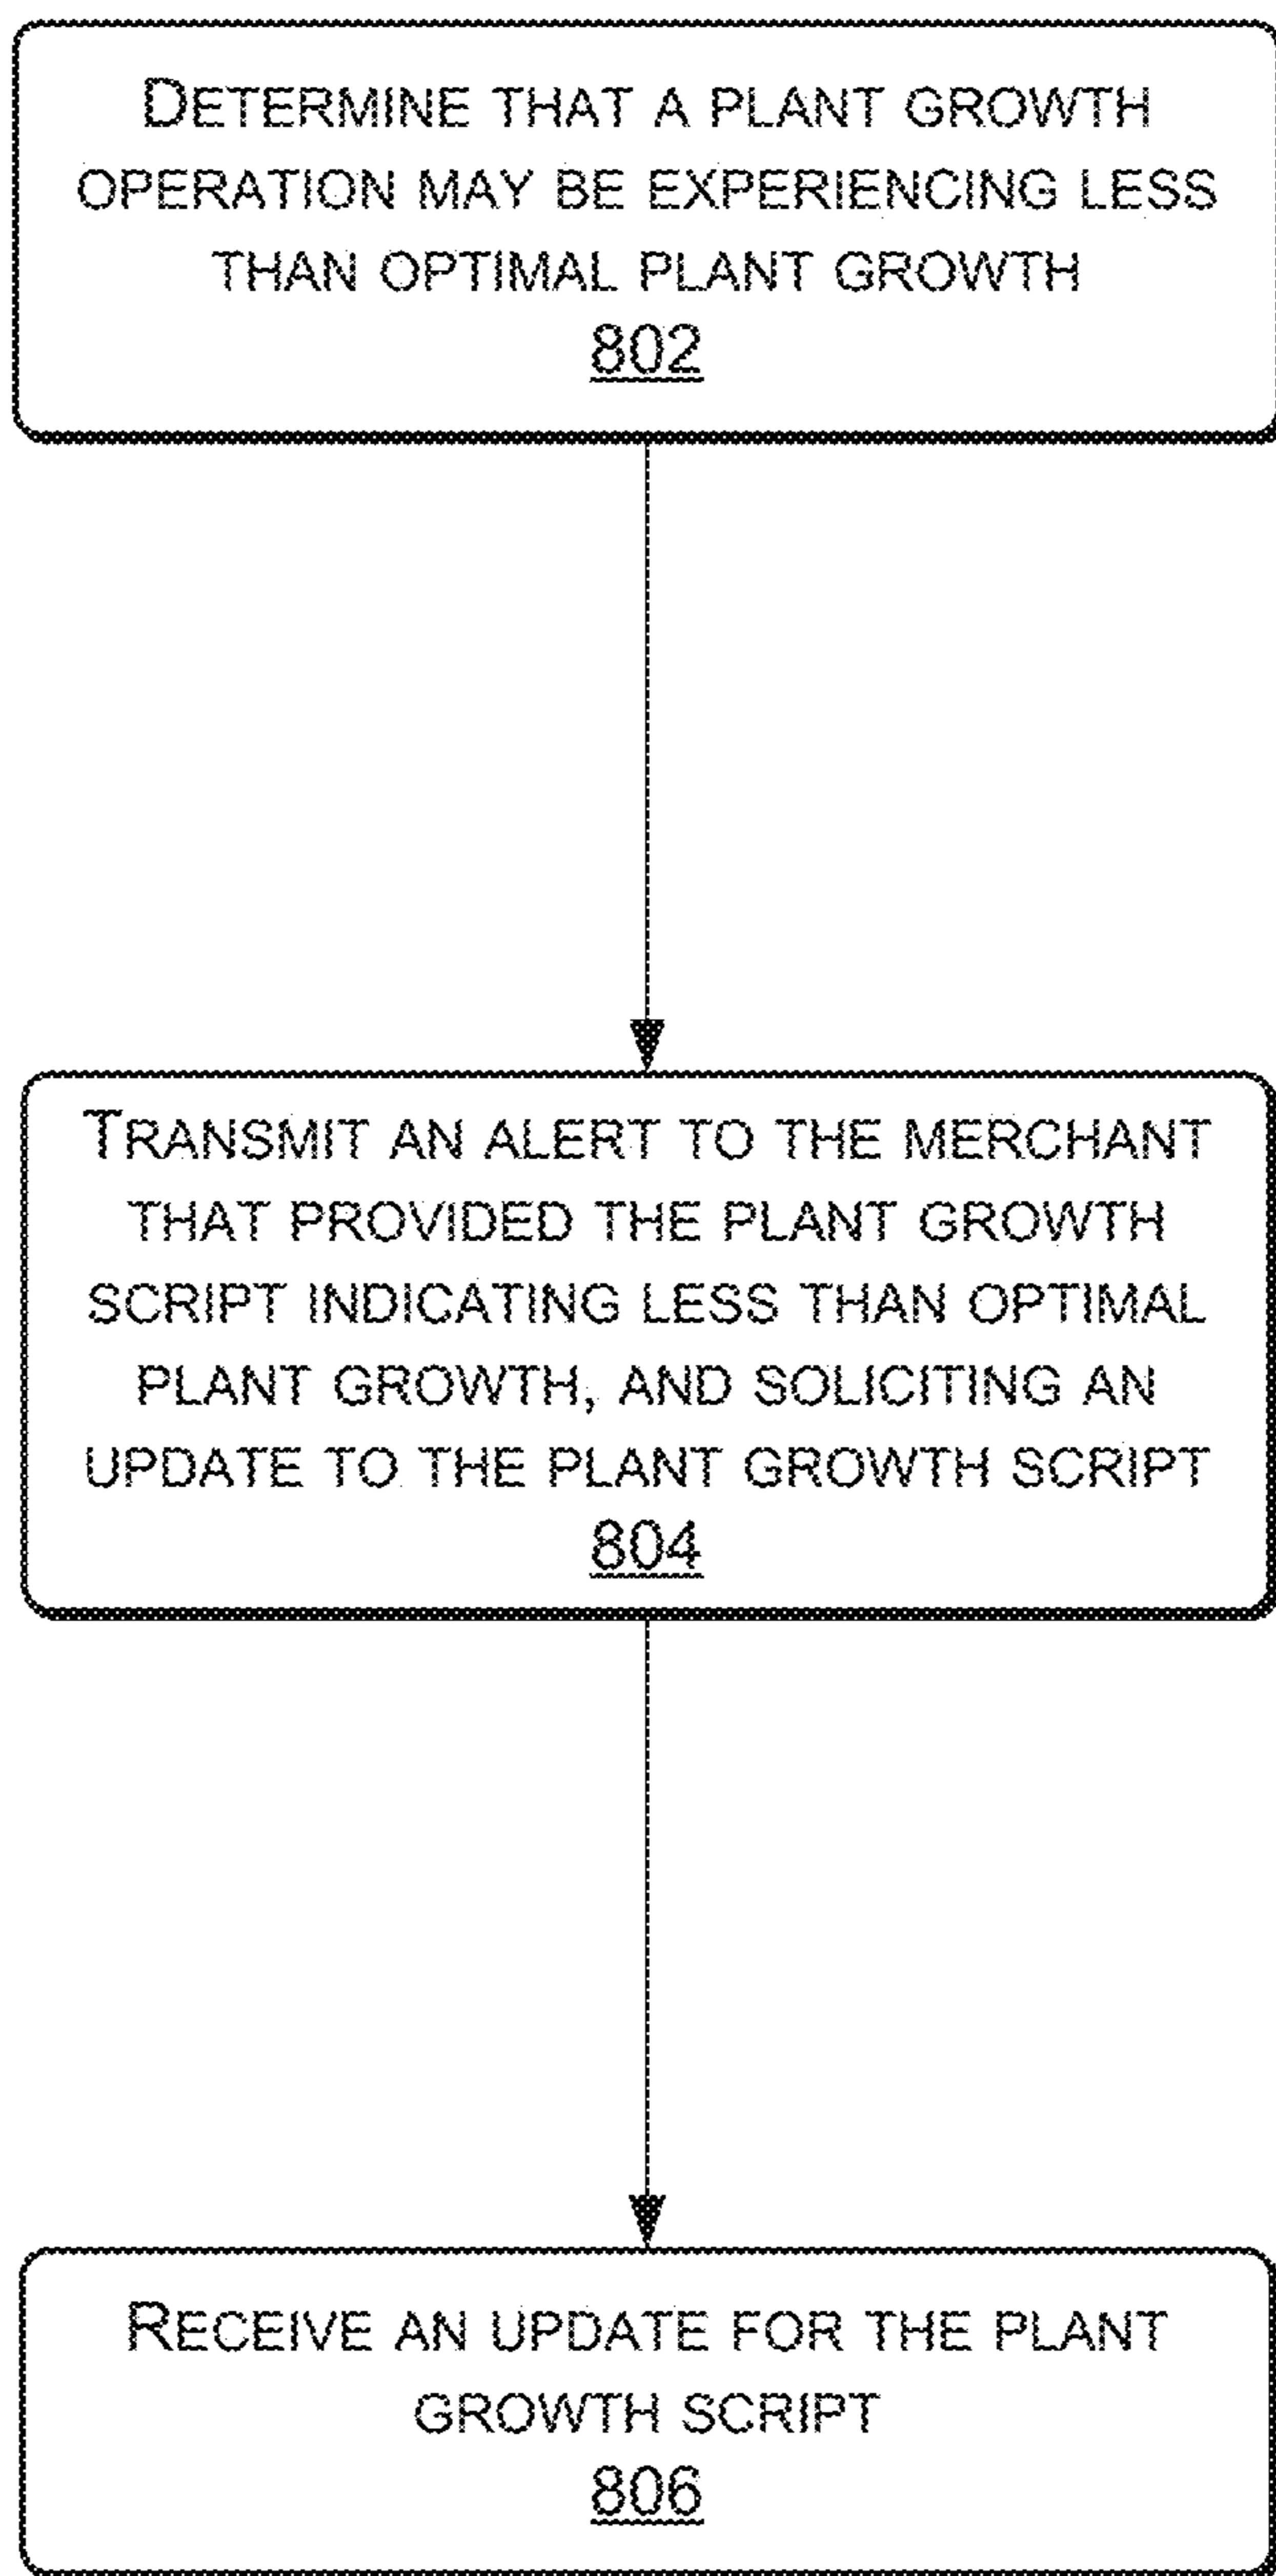 DETERMINE THAT A PLANT GROWTH
OPERATION MAY BE EXPERIENCING LESS
THAN OPTIMAL PLANT GROWTH
802
TRANSMIT AN ALERT TO THE MERCHANT
THAT PROVIDED THE PLANT GROWTH
SCRIPT INDICATING LESS THAN OPTIMAL
PLANT GROWTH, AND SOLICITING AN
UPDATE TO THE PLANT GROWTH SCRIPT
804
RECEIVE AN UPDATE FOR THE PLANT
GROWTH SCRIPT
806